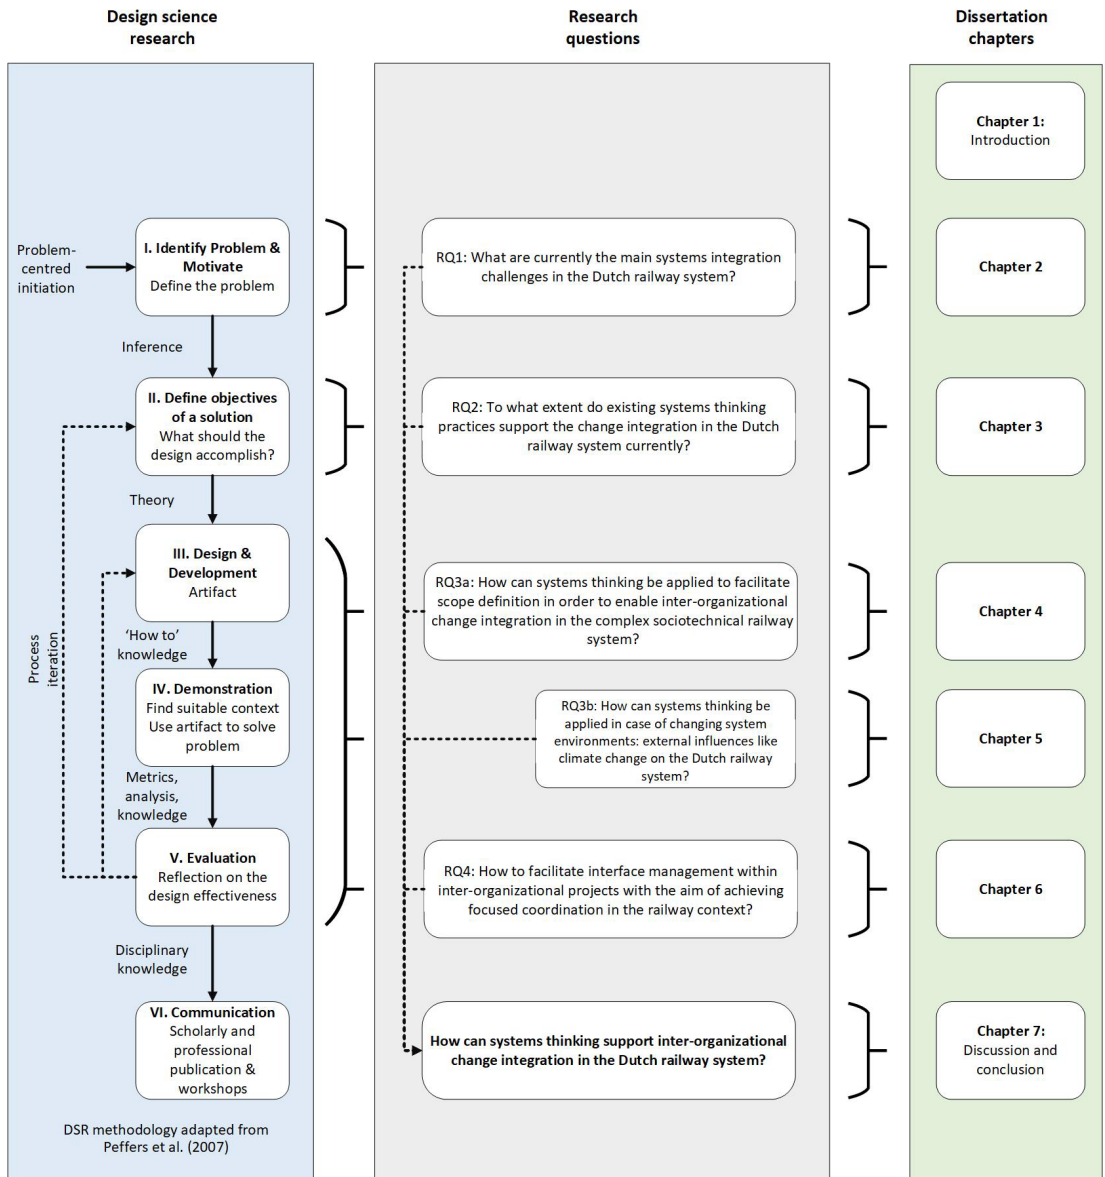 Design science
research
Research
questions
Dissertation
chapters
Chapter 1:
Introduction
Problem-
centred
initiation
I. Identify Problem &
Motivate
Define the problem
RQ1: What are currently the main systems integration
challenges in the Dutch railway system?
Chapter 2
Inference
II. Define objectives
of a solution
What should the
design accomplish?
RQ2: To what extent do existing systems thinking
practices support the change integration in the Dutch
railway system currently?
Chapter 3
Theory
III. Design &
Development
Artifact
RQ3a: How can systems thinking be applied to facilitate
scope definition in order to enable inter-organizational
change integration in the complex sociotechnical railway
system?
Chapter 4
‘How to’
knowledge
Process
iteration
IV. Demonstration
Find suitable context
Use artifact to solve
problem
RQ3b: How can systems thinking be
applied in case of changing system
environments: external influences like
climate change on the Dutch railway
system?
Chapter 5
Metrics,
analysis,
knowledge
V. Evaluation
Reflection on the
design effectiveness
RQ4: How to facilitate interface management within
inter-organizational projects with the aim of achieving
focused coordination in the railway context?
Chapter 6
Disciplinary
knowledge
VI. Communication
Scholarly and
professional
publication &
workshops
How can systems thinking support inter-organizational
change integration in the Dutch railway system?
Chapter 7:
Discussion and
conclusion
DSR methodology adapted from
Peffers et al. (2007)